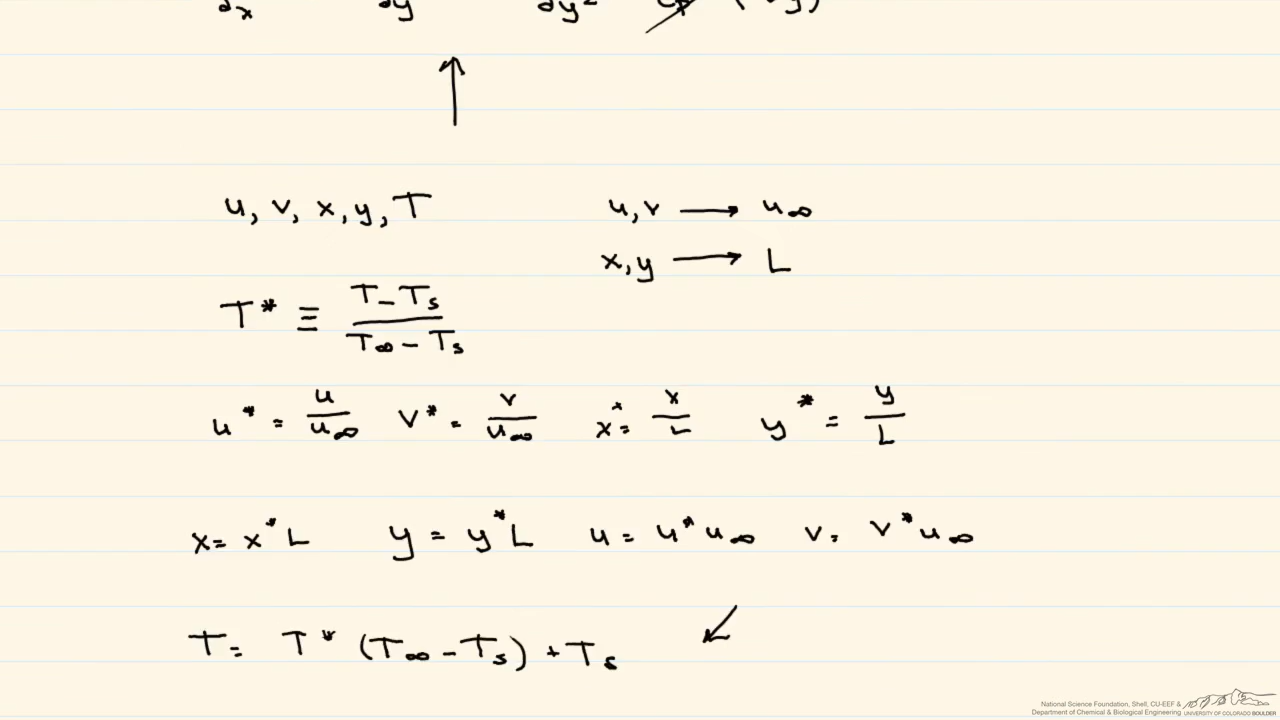 ∂x ∂y ∂y²
u, v, x, y, T u, v → u∞
x, y → L
T* ≡ (T - Ts)/(T∞ - Ts)
u* = u/u∞ v* = v/u∞ x* = x/L y* = y/L
x = x* L y = y* L u = u* u∞ v = v* u∞
T = T* (T∞ - Ts) + Ts
National Science Foundation, Shell, CU-EEF &
Department of Chemical & Biological Engineering UNIVERSITY OF COLORADO BOULDER